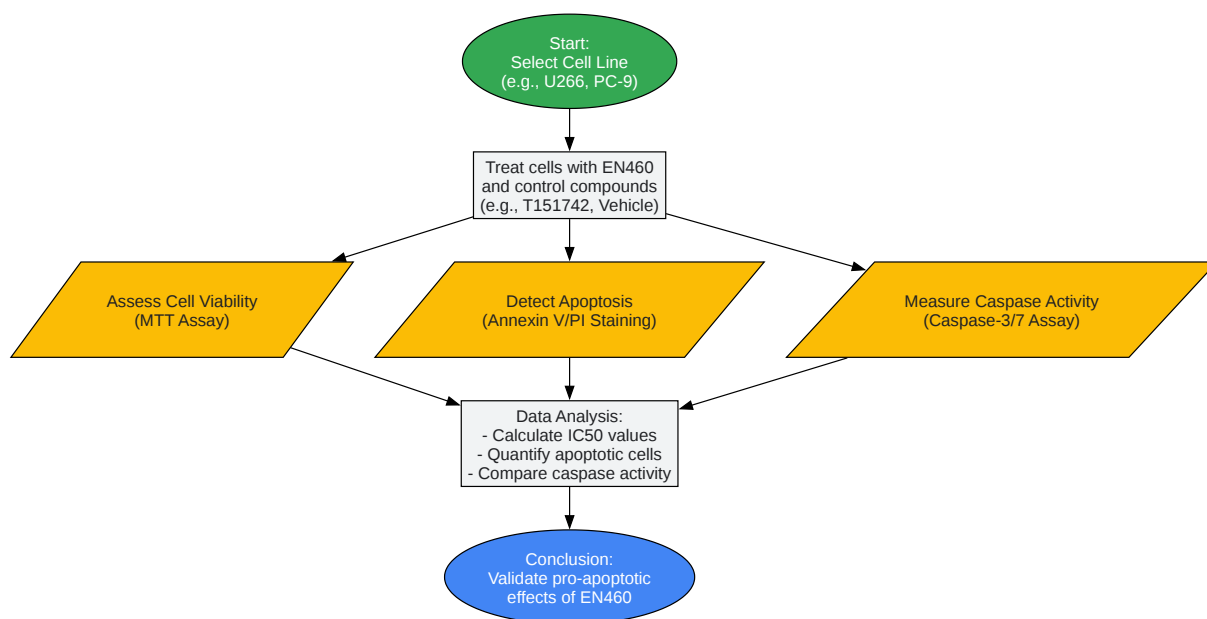 Start:
Select Cell Line
(e.g., U266, PC-9)
Treat cells with EN460
and control compounds
(e.g., T151742, Vehicle)
Assess Cell Viability
(MTT Assay)
Detect Apoptosis
(Annexin V/PI Staining)
Measure Caspase Activity
(Caspase-3/7 Assay)
Data Analysis:
- Calculate IC50 values
- Quantify apoptotic cells
- Compare caspase activity
Conclusion:
Validate pro-apoptotic
effects of EN460